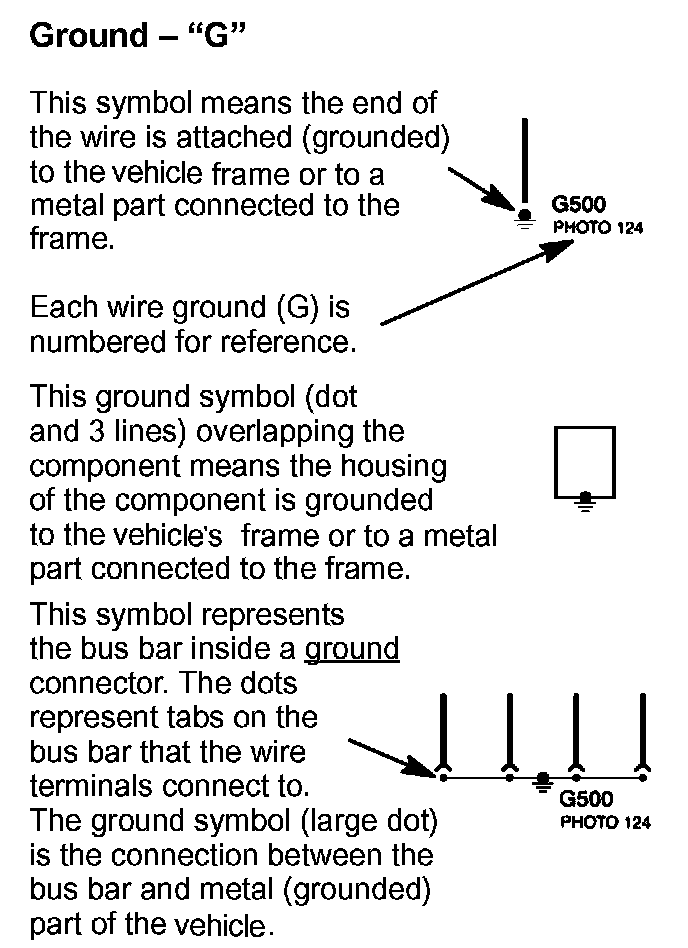 Ground – “G”
This symbol means the end of
the wire is attached (grounded)
to the vehicle frame or to a
metal part connected to the
frame.
G500
PHOTO 124
Each wire ground (G) is
numbered for reference.
This ground symbol (dot
and 3 lines) overlapping the
component means the housing
of the component is grounded
to the vehicle's frame or to a metal
part connected to the frame.
This symbol represents
the bus bar inside a ground
connector. The dots
represent tabs on the
bus bar that the wire
terminals connect to.
The ground symbol (large dot)
is the connection between the
bus bar and metal (grounded)
part of the vehicle.
G500
PHOTO 124